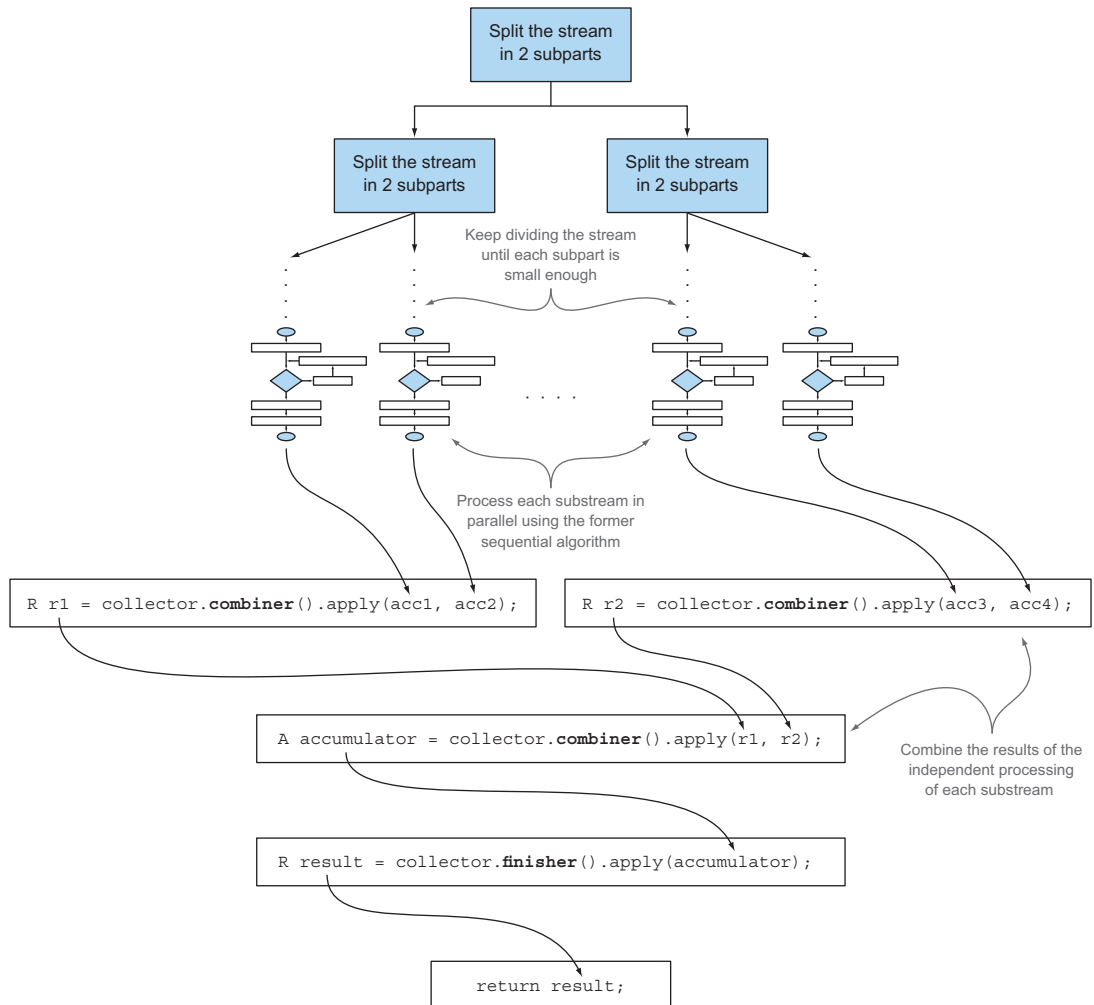 Split the stream
in 2 subparts
Split the stream
in 2 subparts
Split the stream
in 2 subparts
Keep dividing the stream
until each subpart is
small enough
. . . .
Process each substream in
parallel using the former
sequential algorithm
R r1 = collector.combiner().apply(acc1, acc2);
R r2 = collector.combiner().apply(acc3, acc4);
A accumulator = collector.combiner().apply(r1, r2);
Combine the results of the
independent processing
of each substream
R result = collector.finisher().apply(accumulator);
return result;